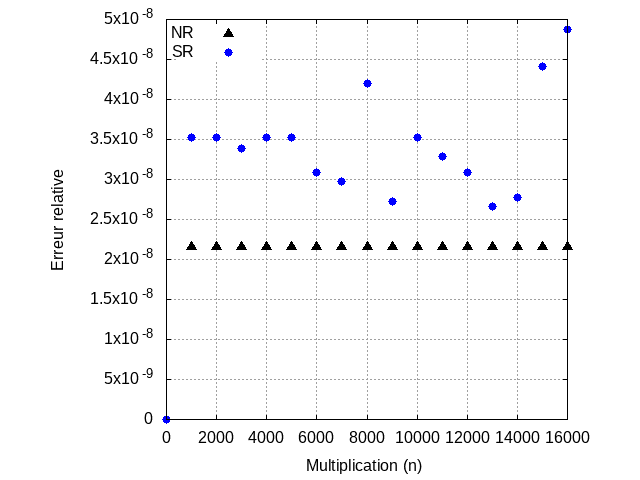 NR
SR
5x10⁻⁸
4.5x10⁻⁸
4x10⁻⁸
3.5x10⁻⁸
3x10⁻⁸
2.5x10⁻⁸
2x10⁻⁸
1.5x10⁻⁸
1x10⁻⁸
5x10⁻⁹
0
Erreur relative
0 2000 4000 6000 8000 10000 12000 14000 16000
Multiplication (n)